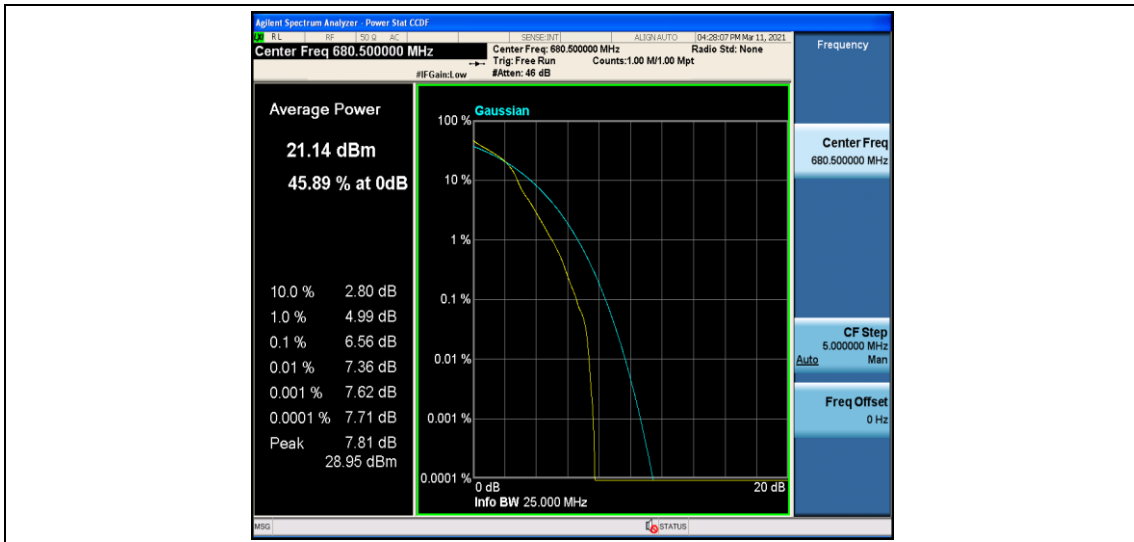 Agilent Spectrum Analyzer - Power Stat CCDF
RL RF 50 Ω AC SENSE:INT ALIGN AUTO 04:28:07 PM Mar 11, 2021
Center Freq 680.500000 MHz
Center Freq: 680.500000 MHz Radio Std: None
Trig: Free Run Counts:1.00 M/1.00 Mpt
#IFGain:Low #Atten: 46 dB
Frequency
Average Power
21.14 dBm
45.89 % at 0dB
10.0 % 2.80 dB
1.0 % 4.99 dB
0.1 % 6.56 dB
0.01 % 7.36 dB
0.001 % 7.62 dB
0.0001 % 7.71 dB
Peak 7.81 dB
28.95 dBm
Gaussian
100 %
10 %
1 %
0.1 %
0.01 %
0.001 %
0.0001 %
0 dB 20 dB
Info BW 25.000 MHz
Center Freq
680.500000 MHz
CF Step
5.000000 MHz
Auto Man
Freq Offset
0 Hz
MSG STATUS